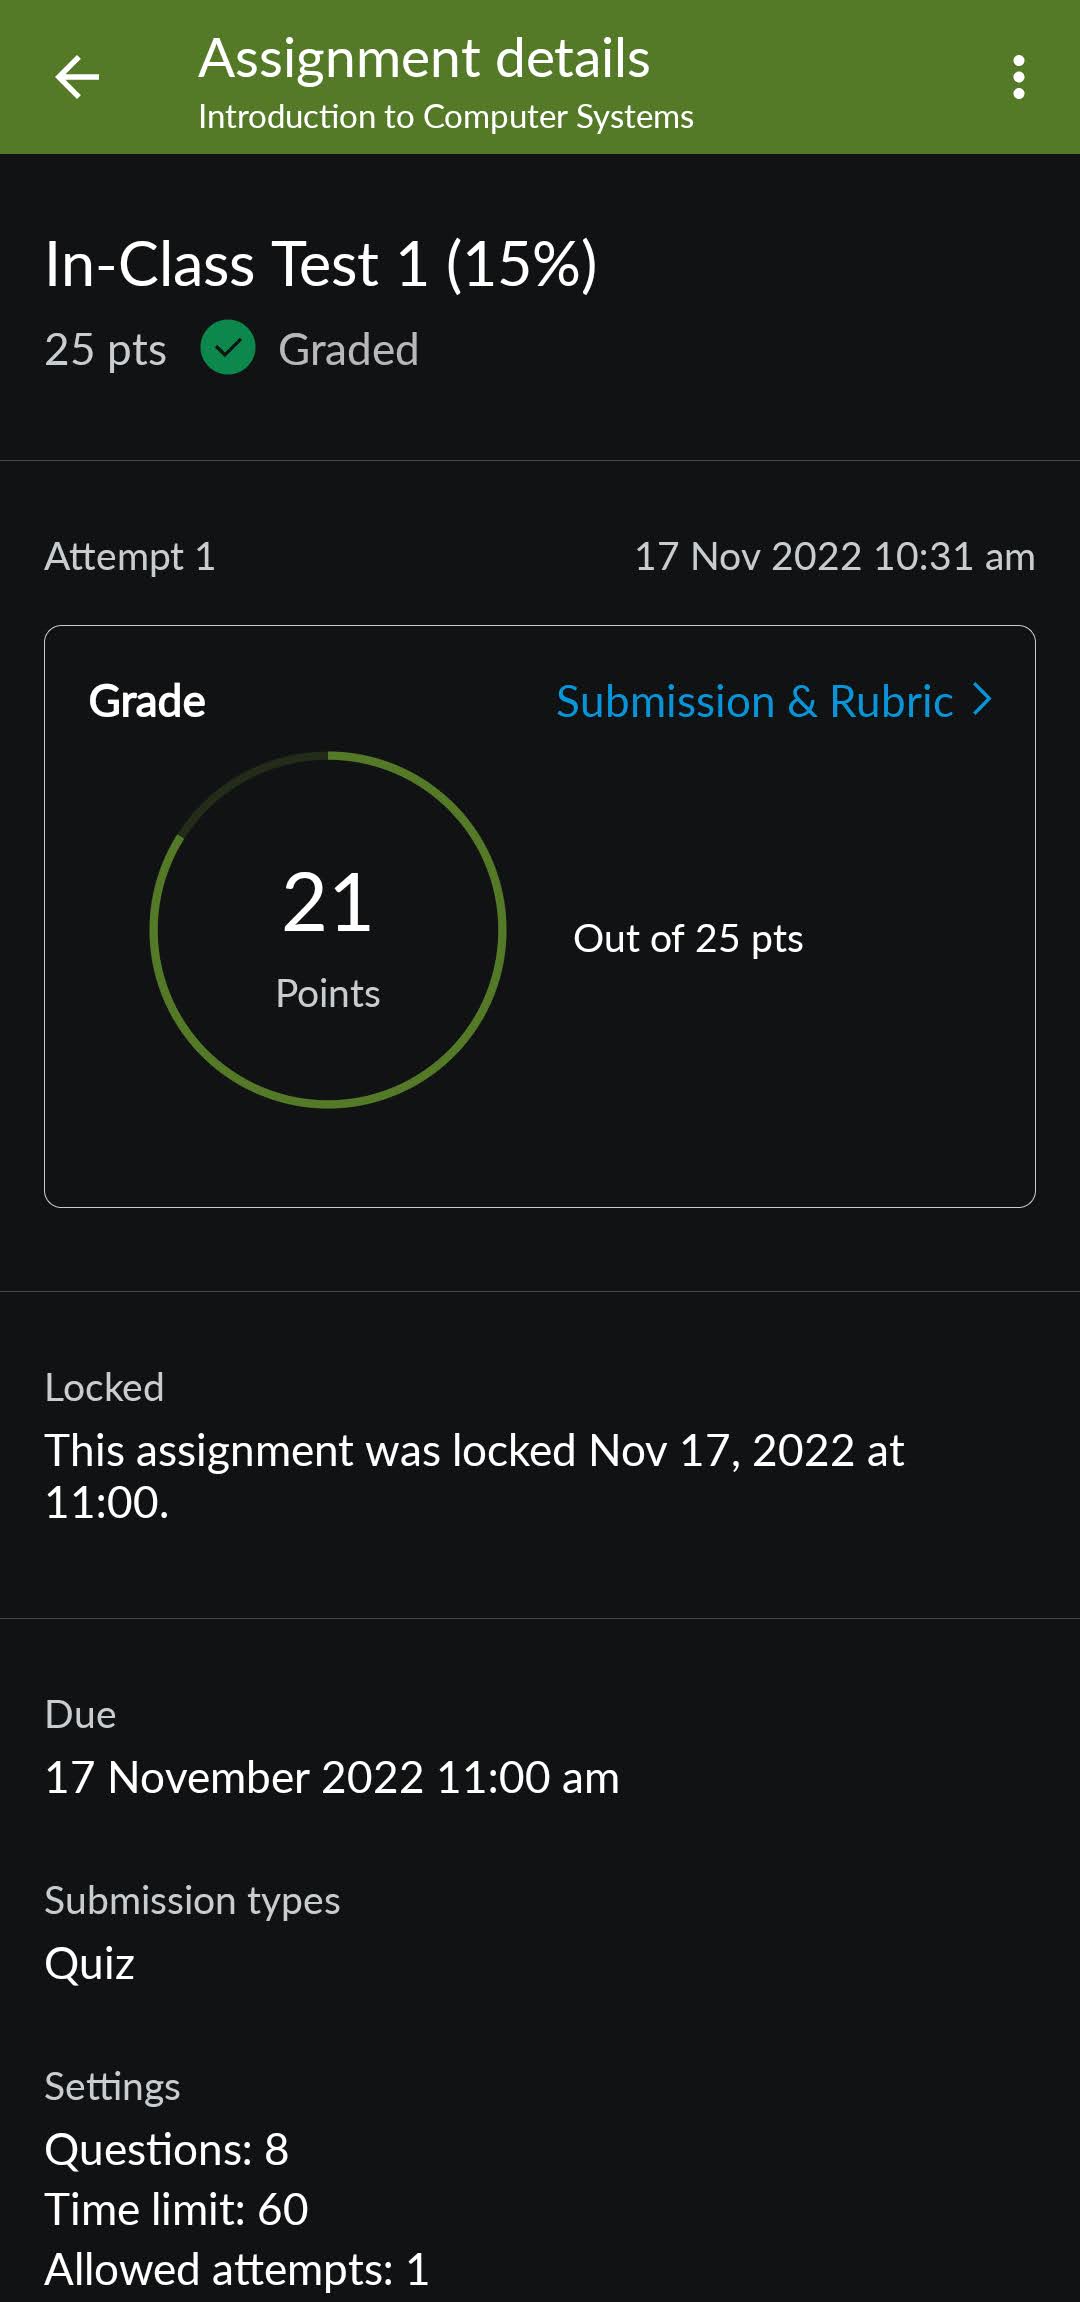 Assignment details
Introduction to Computer Systems
In-Class Test 1 (15%)
25 pts Graded
Attempt 1 17 Nov 2022 10:31 am
Grade Submission & Rubric
21
Points
Out of 25 pts
Locked
This assignment was locked Nov 17, 2022 at
11:00.
Due
17 November 2022 11:00 am
Submission types
Quiz
Settings
Questions: 8
Time limit: 60
Allowed attempts: 1